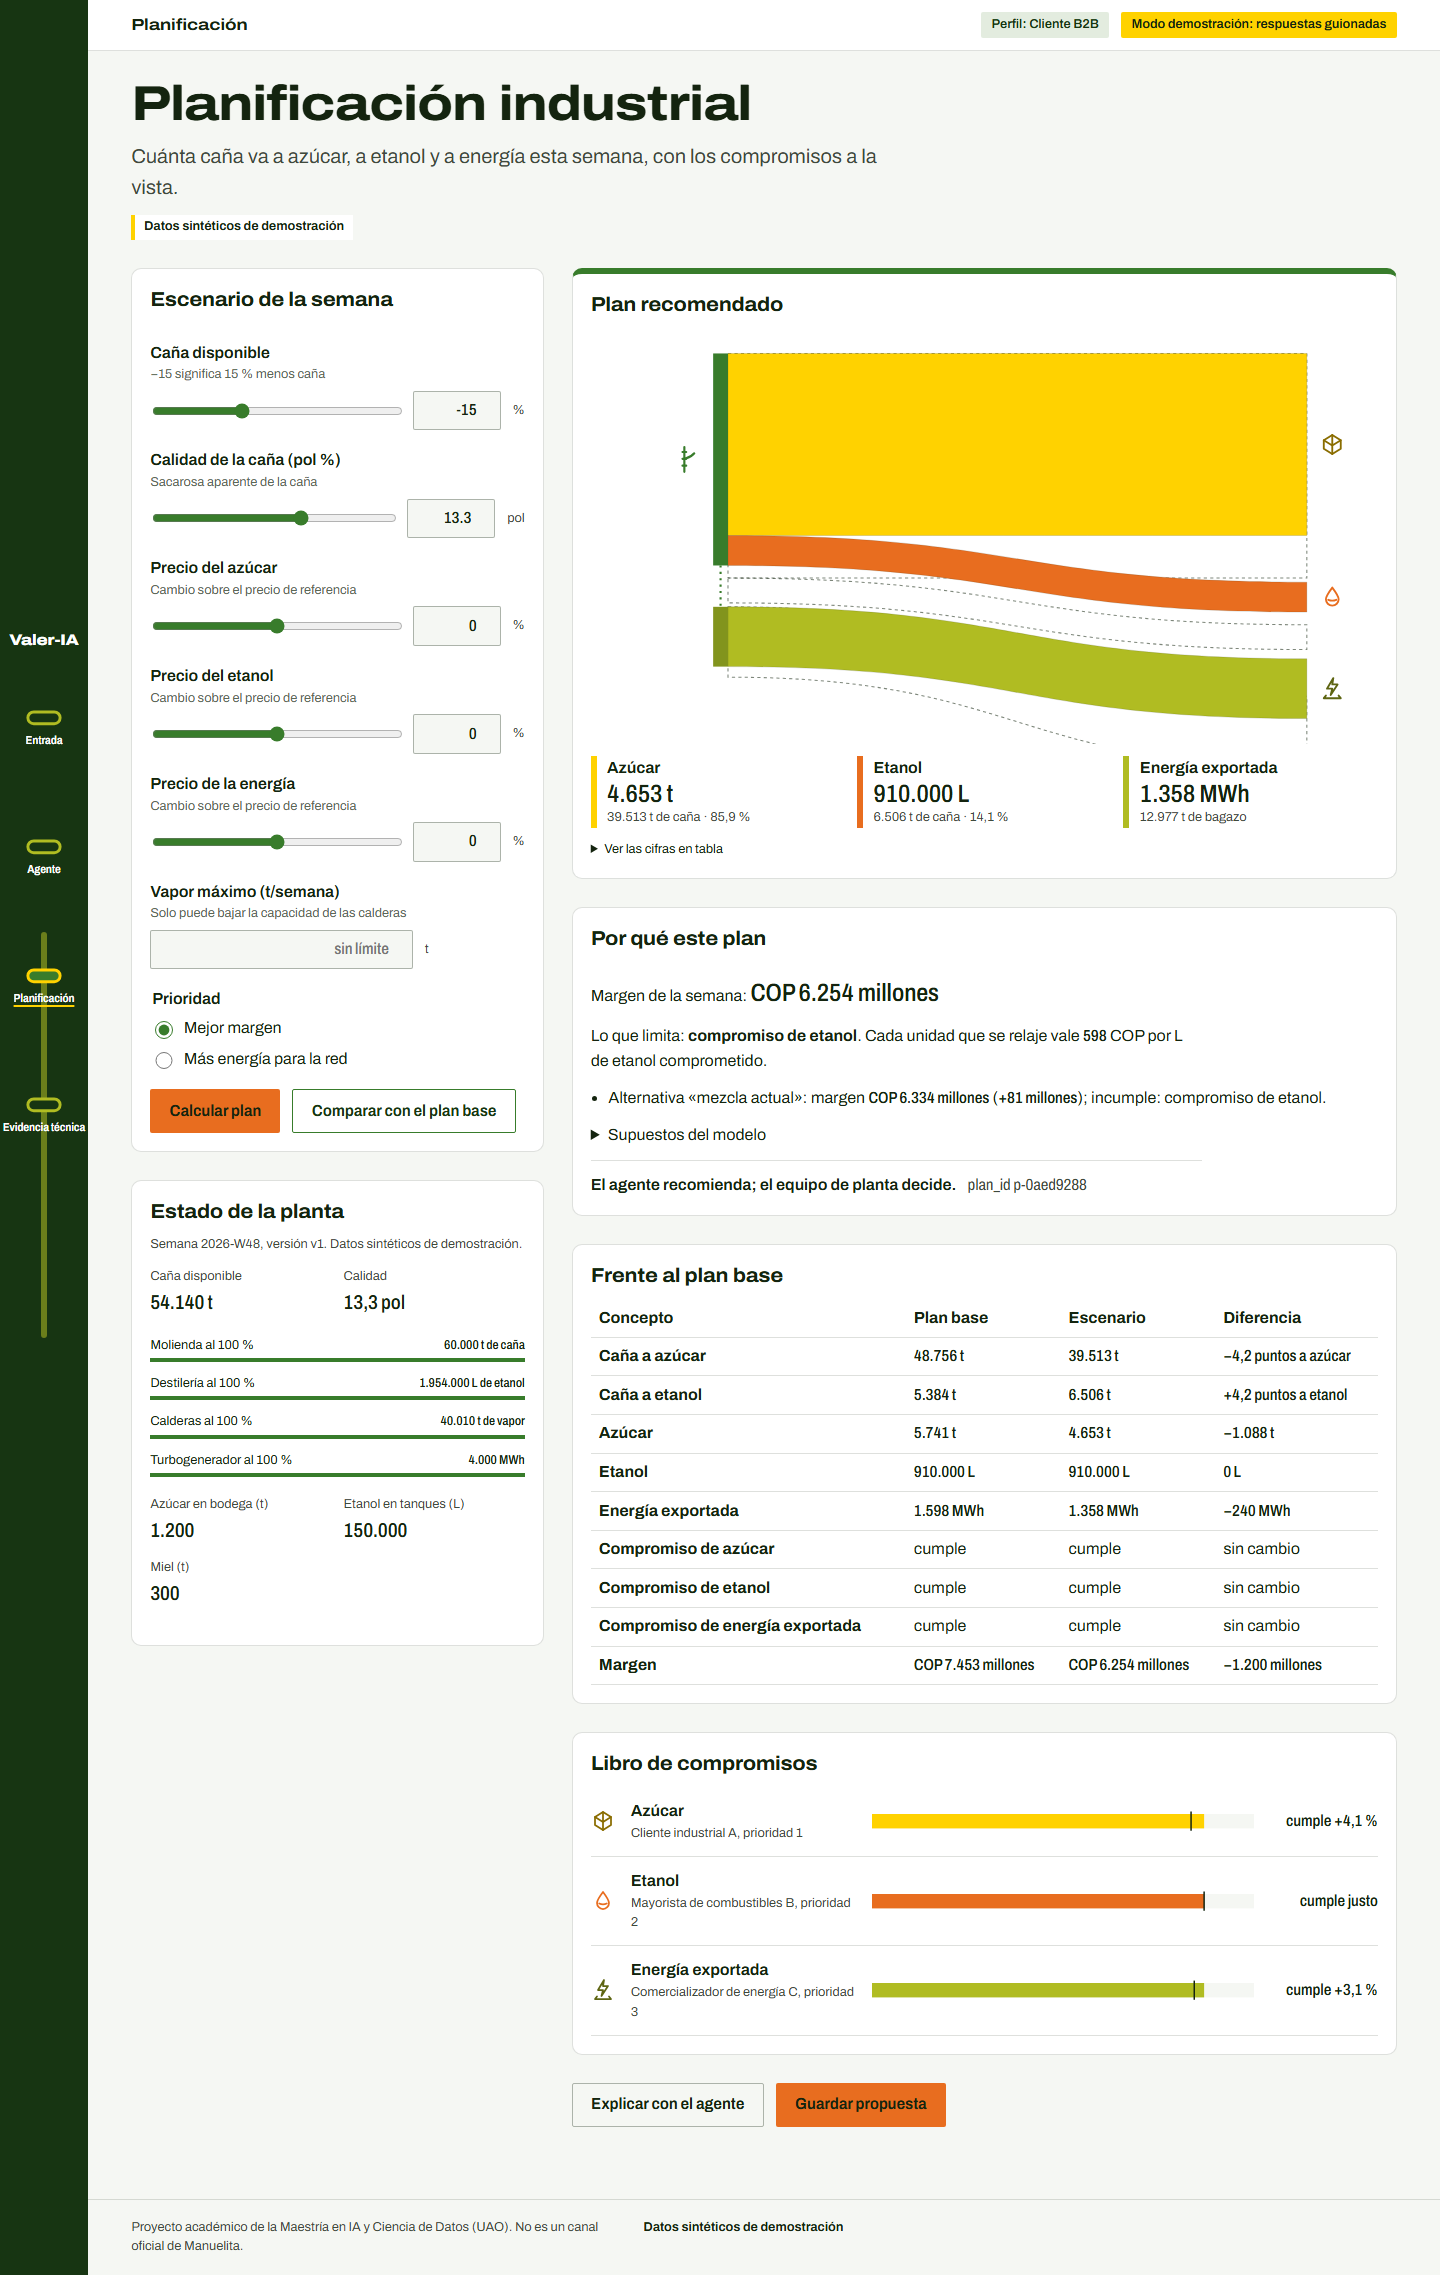 Planificación
Perfil: Cliente B2B
Modo demostración: respuestas guionadas
Valer-IA
Entrada
Agente
Planificación
Evidencia técnica
Planificación industrial
Cuánta caña va a azúcar, a etanol y a energía esta semana, con los compromisos a la
vista.
Datos sintéticos de demostración
Escenario de la semana
Caña disponible
−15 significa 15 % menos caña
-15 %
Calidad de la caña (pol %)
Sacarosa aparente de la caña
13.3 pol
Precio del azúcar
Cambio sobre el precio de referencia
0 %
Precio del etanol
Cambio sobre el precio de referencia
0 %
Precio de la energía
Cambio sobre el precio de referencia
0 %
Vapor máximo (t/semana)
Solo puede bajar la capacidad de las calderas
sin límite t
Prioridad
Mejor margen
Más energía para la red
Calcular plan
Comparar con el plan base
Estado de la planta
Semana 2026-W48, versión v1. Datos sintéticos de demostración.
Caña disponible Calidad
54.140 t 13,3 pol
Molienda al 100 % 60.000 t de caña
Destilería al 100 % 1.954.000 L de etanol
Calderas al 100 % 40.010 t de vapor
Turbogenerador al 100 % 4.000 MWh
Azúcar en bodega (t) Etanol en tanques (L)
1.200 150.000
Miel (t)
300
Plan recomendado
Azúcar Etanol Energía exportada
4.653 t 910.000 L 1.358 MWh
39.513 t de caña · 85,9 % 6.506 t de caña · 14,1 % 12.977 t de bagazo
Ver las cifras en tabla
Por qué este plan
Margen de la semana: COP 6.254 millones
Lo que limita: compromiso de etanol. Cada unidad que se relaje vale 598 COP por L
de etanol comprometido.
• Alternativa «mezcla actual»: margen COP 6.334 millones (+81 millones); incumple: compromiso de etanol.
Supuestos del modelo
El agente recomienda; el equipo de planta decide. plan_id p-0aed9288
Frente al plan base
Concepto Plan base Escenario Diferencia
Caña a azúcar 48.756 t 39.513 t −4,2 puntos a azúcar
Caña a etanol 5.384 t 6.506 t +4,2 puntos a etanol
Azúcar 5.741 t 4.653 t −1.088 t
Etanol 910.000 L 910.000 L 0 L
Energía exportada 1.598 MWh 1.358 MWh −240 MWh
Compromiso de azúcar cumple cumple sin cambio
Compromiso de etanol cumple cumple sin cambio
Compromiso de energía exportada cumple cumple sin cambio
Margen COP 7.453 millones COP 6.254 millones −1.200 millones
Libro de compromisos
Azúcar
Cliente industrial A, prioridad 1
cumple +4,1 %
Etanol
Mayorista de combustibles B, prioridad
2
cumple justo
Energía exportada
Comercializador de energía C, prioridad
3
cumple +3,1 %
Explicar con el agente
Guardar propuesta
Proyecto académico de la Maestría en IA y Ciencia de Datos (UAO). No es un canal
oficial de Manuelita.
Datos sintéticos de demostración